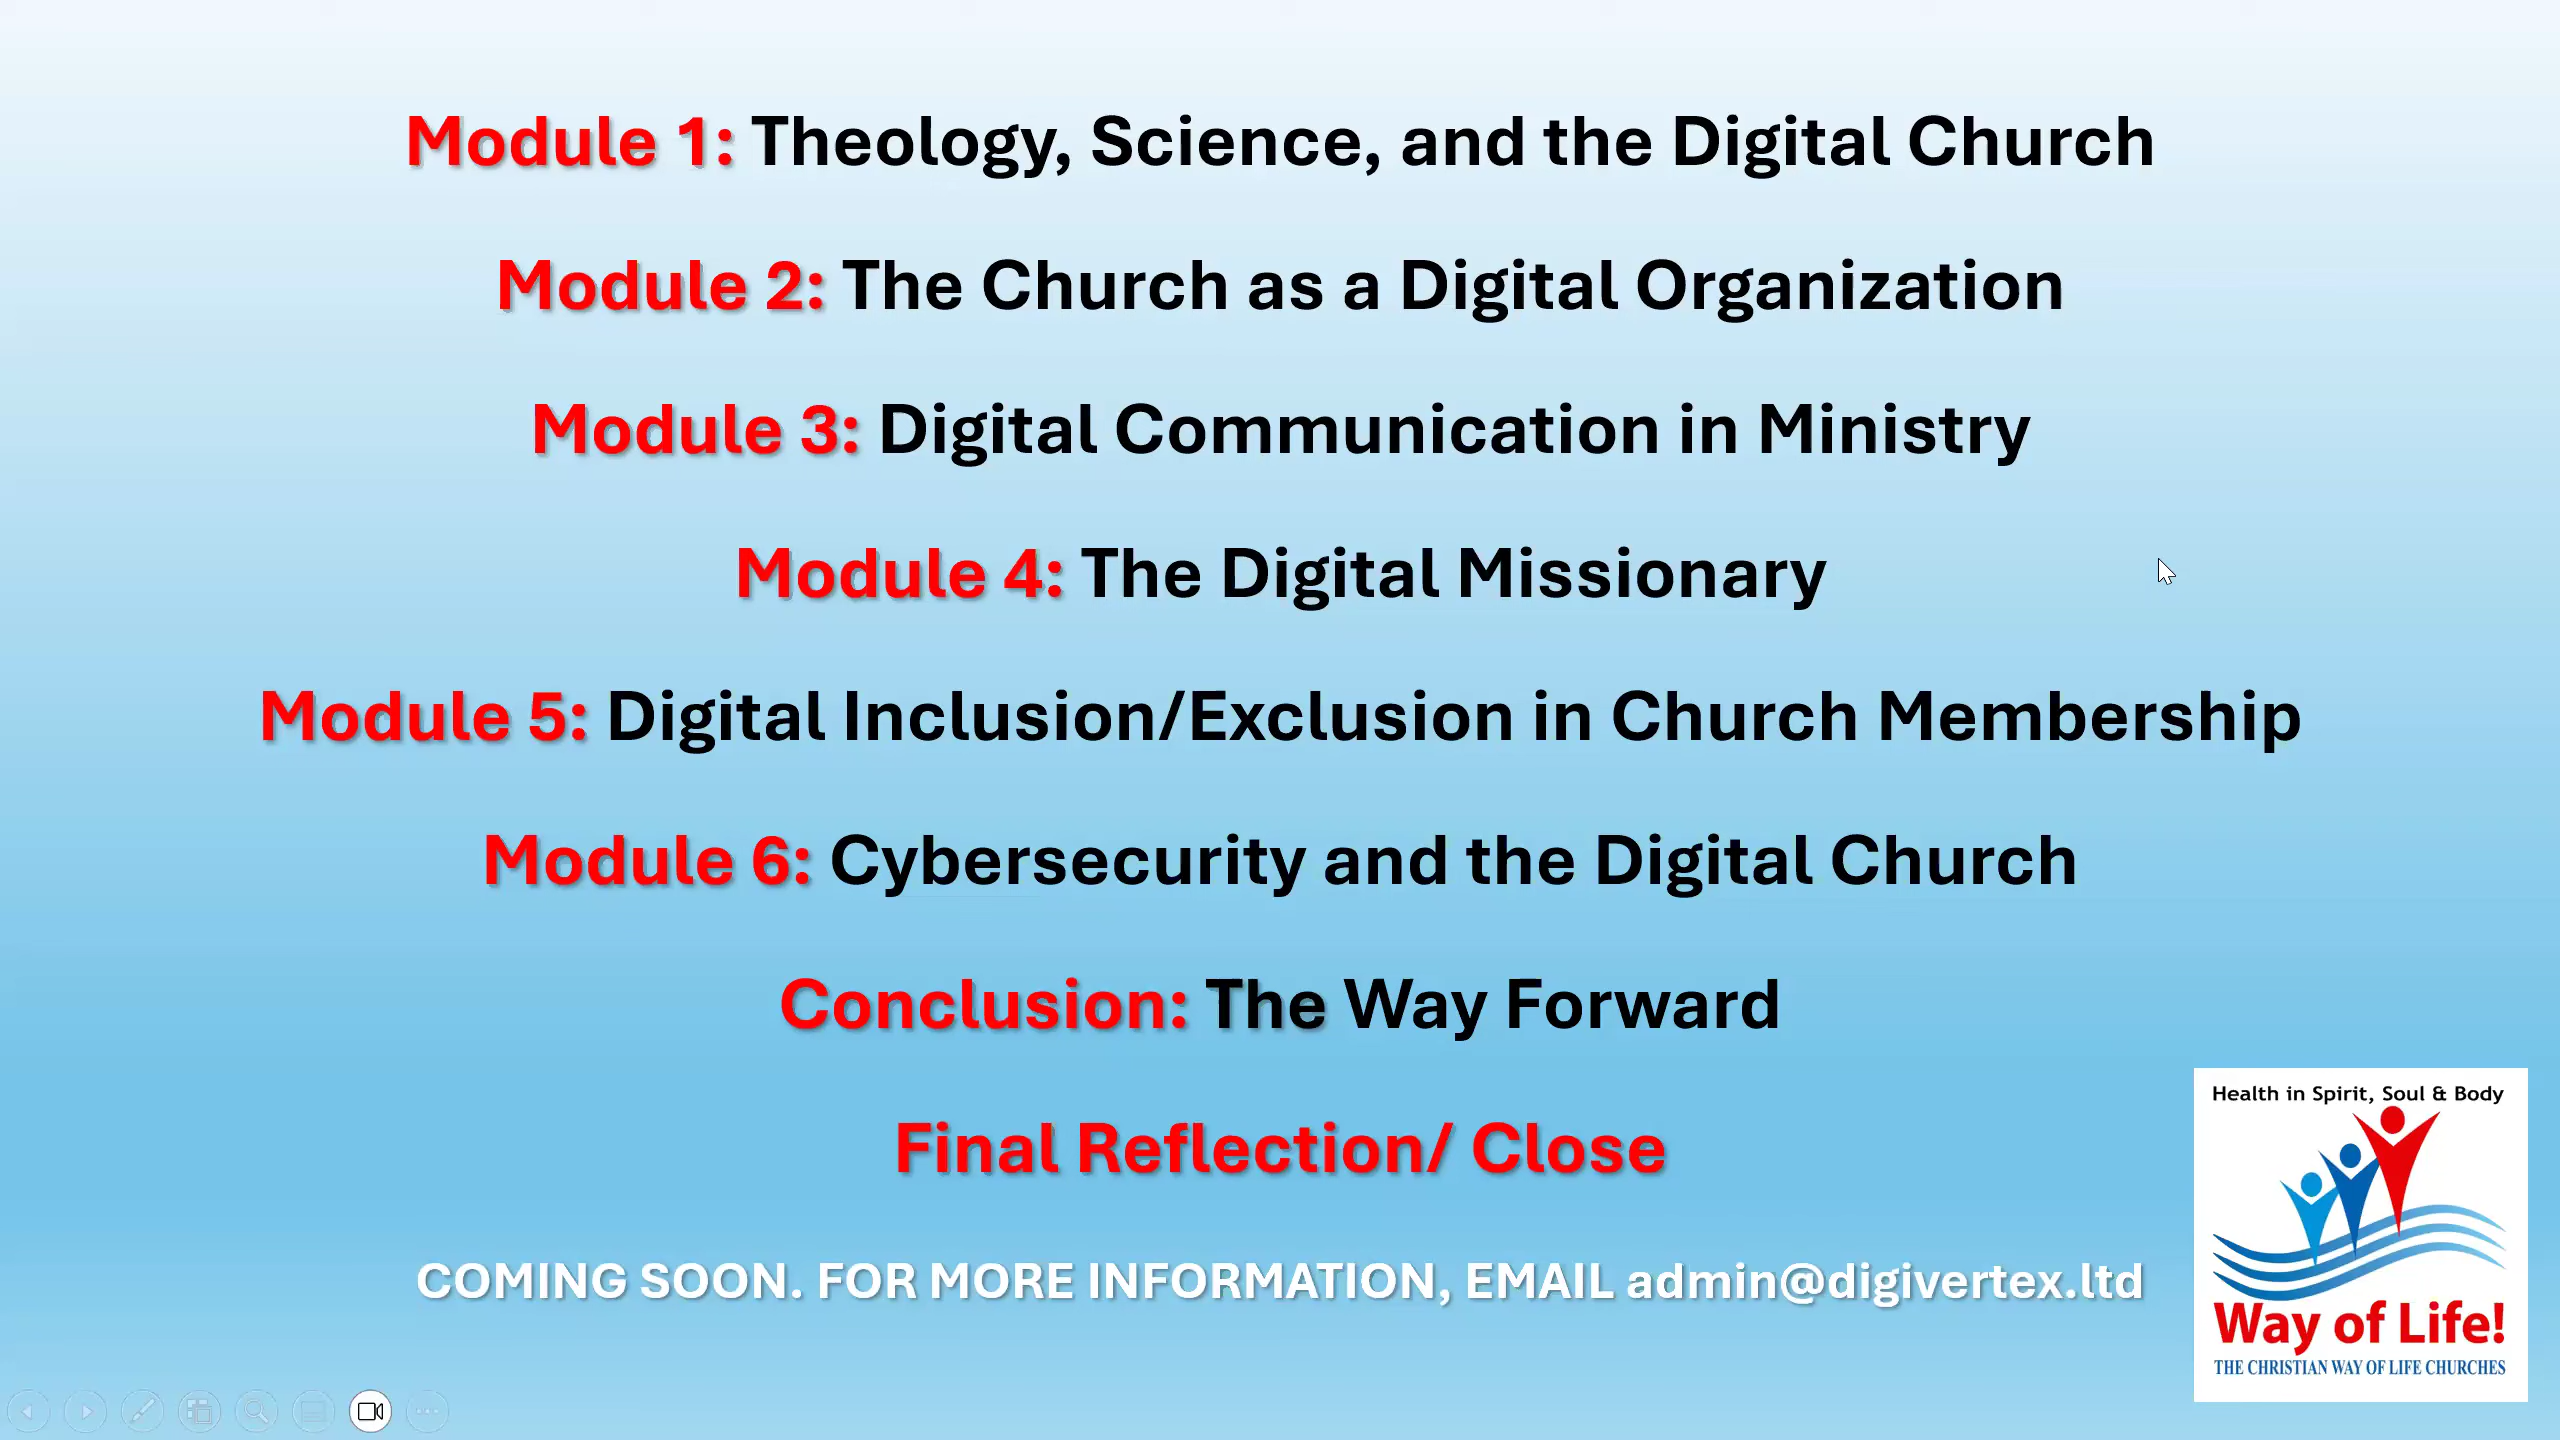 Module 1: Theology, Science, and the Digital Church
Module 2: The Church as a Digital Organization
Module 3: Digital Communication in Ministry
Module 4: The Digital Missionary
Module 5: Digital Inclusion/Exclusion in Church Membership
Module 6: Cybersecurity and the Digital Church
Conclusion: The Way Forward
Final Reflection/ Close
COMING SOON. FOR MORE INFORMATION, EMAIL admin@digivertex.ltd
Health in Spirit, Soul & Body
Way of Life!
THE CHRISTIAN WAY OF LIFE CHURCHES